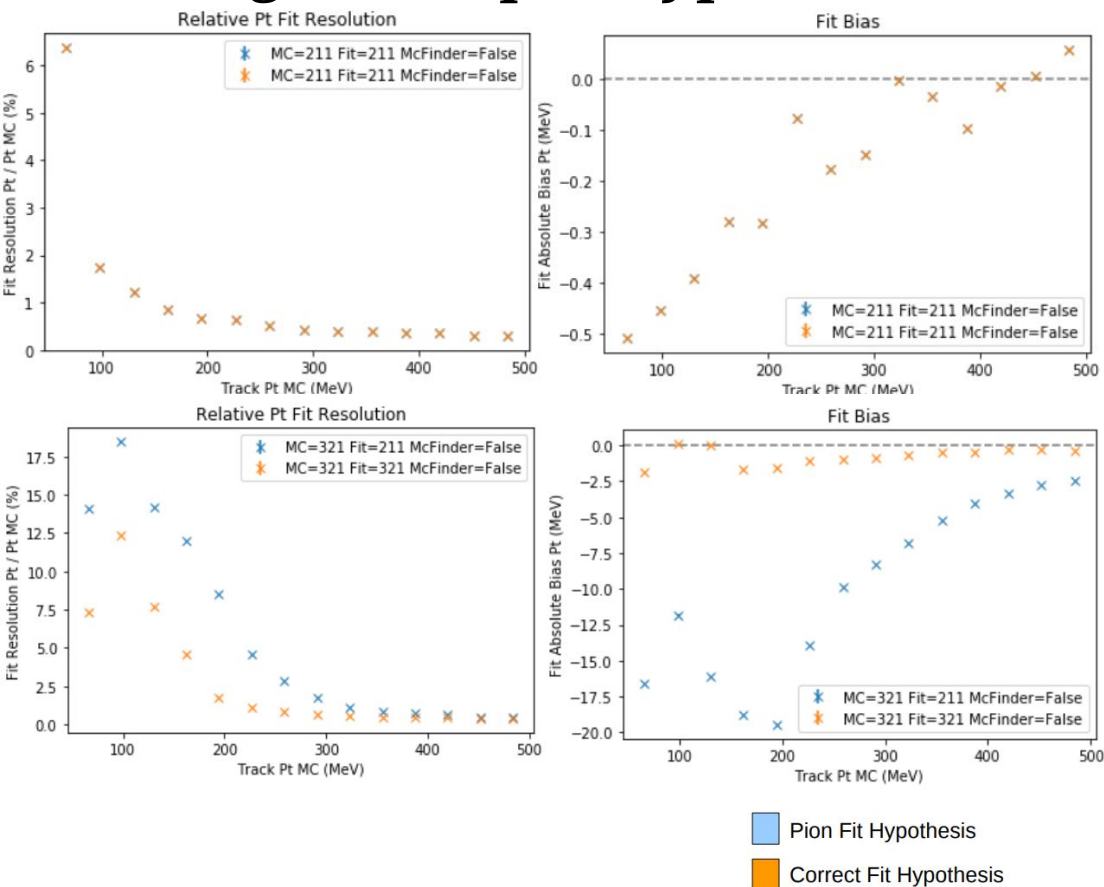 Relative Pt Fit Resolution
Fit Resolution Pt / Pt MC (%)
6
5
4
3
2
1
0
MC=211 Fit=211 McFinder=False
MC=211 Fit=211 McFinder=False
100 200 300 400 500
Track Pt MC (MeV)
Fit Bias
Fit Absolute Bias Pt (MeV)
0.0
−0.1
−0.2
−0.3
−0.4
−0.5
MC=211 Fit=211 McFinder=False
MC=211 Fit=211 McFinder=False
100 200 300 400 500
Track Pt MC (MeV)
Relative Pt Fit Resolution
Fit Resolution Pt / Pt MC (%)
17.5
15.0
12.5
10.0
7.5
5.0
2.5
0.0
MC=321 Fit=211 McFinder=False
MC=321 Fit=321 McFinder=False
100 200 300 400 500
Track Pt MC (MeV)
Fit Bias
Fit Absolute Bias Pt (MeV)
0.0
−2.5
−5.0
−7.5
−10.0
−12.5
−15.0
−17.5
−20.0
MC=321 Fit=211 McFinder=False
MC=321 Fit=321 McFinder=False
100 200 300 400 500
Track Pt MC (MeV)
Pion Fit Hypothesis
Correct Fit Hypothesis